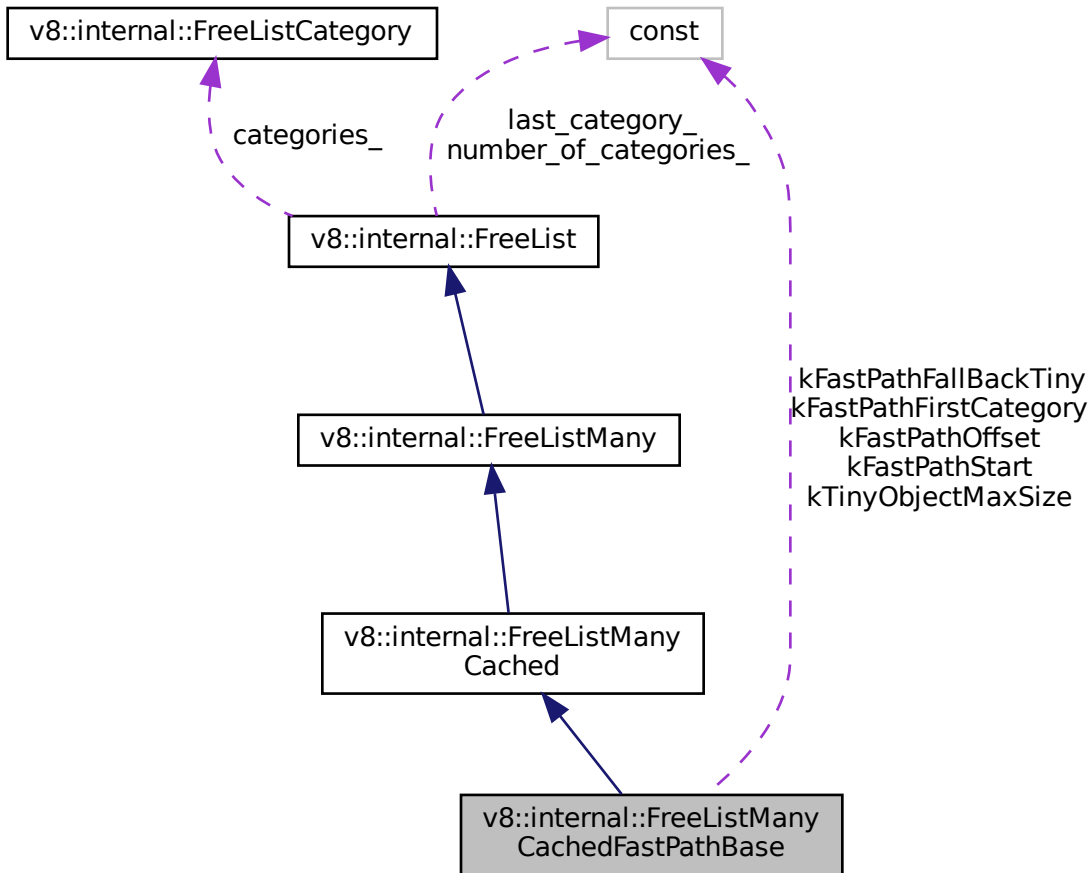 v8::internal::FreeListCategory
const
categories_
last_category_
number_of_categories_
v8::internal::FreeList
kFastPathFallBackTiny
kFastPathFirstCategory
kFastPathOffset
kFastPathStart
kTinyObjectMaxSize
v8::internal::FreeListMany
v8::internal::FreeListMany
Cached
v8::internal::FreeListMany
CachedFastPathBase